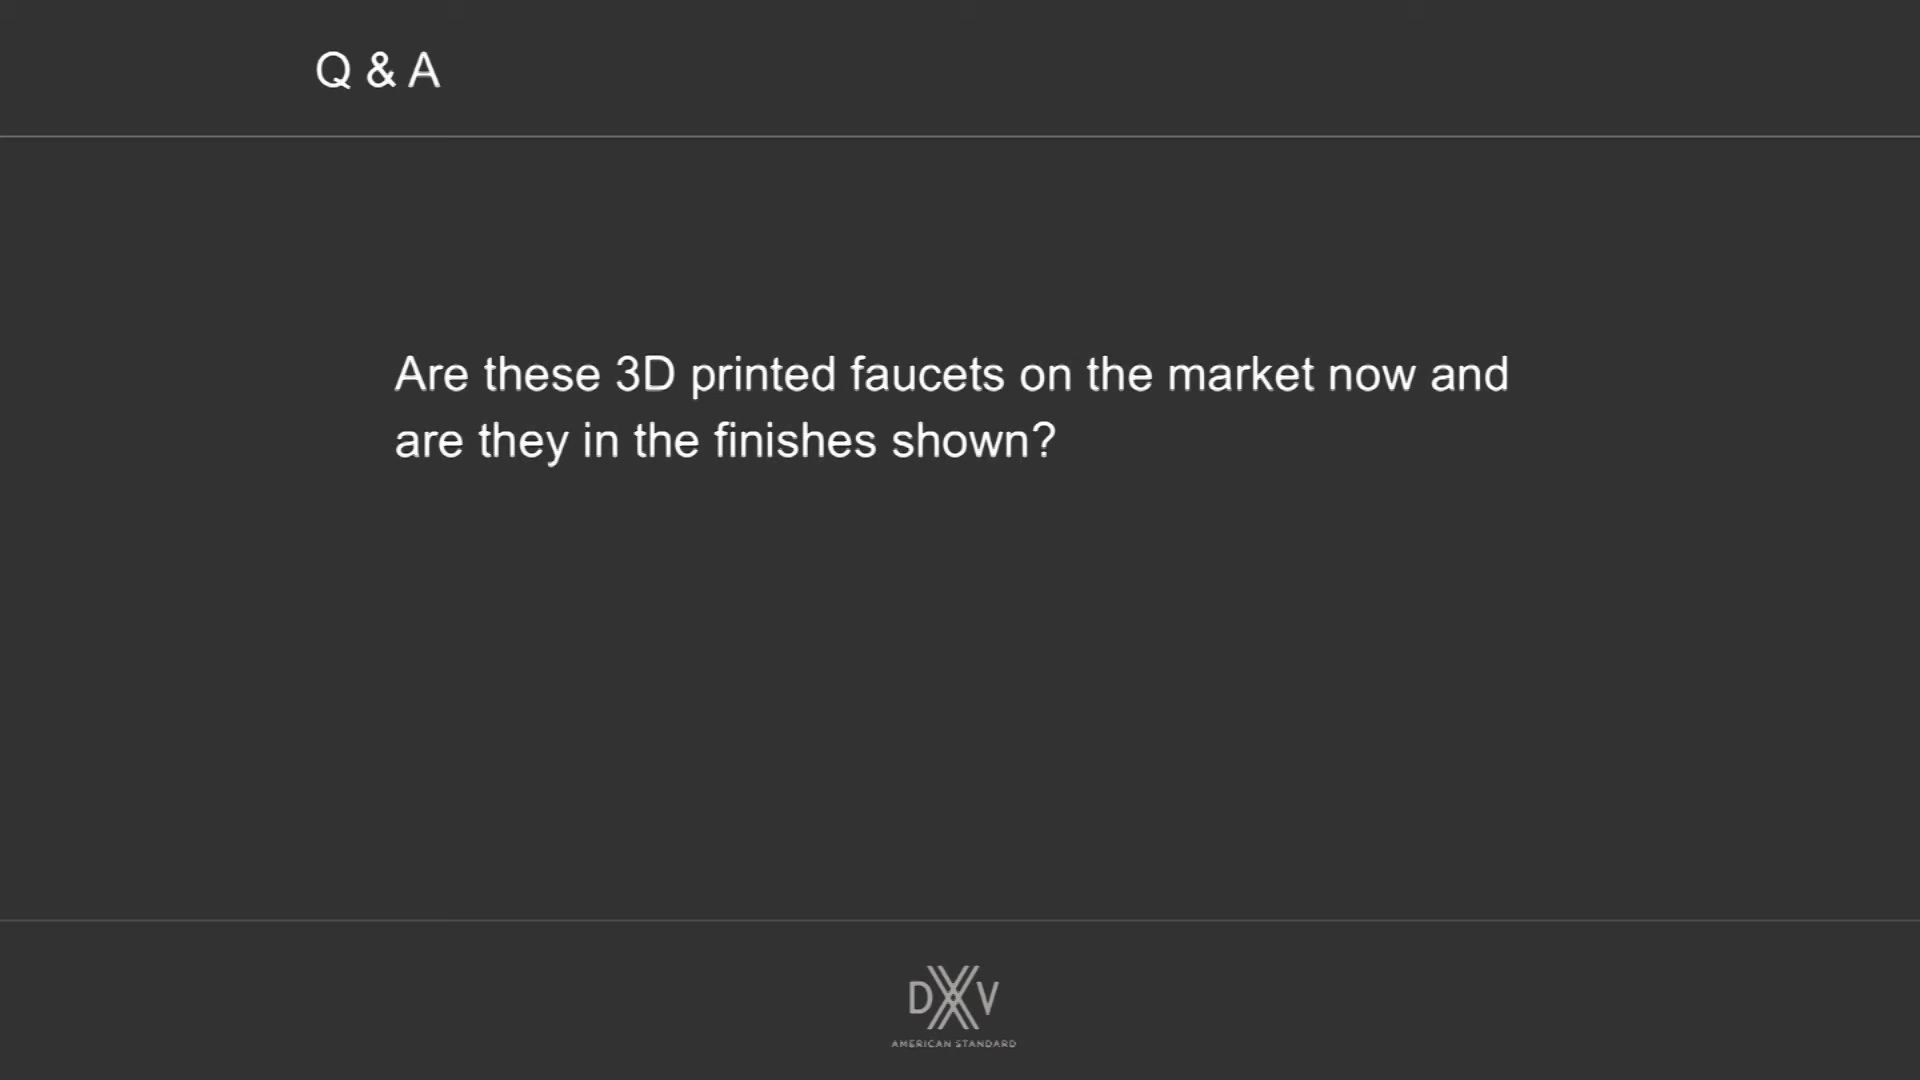 Q & A
Are these 3D printed faucets on the market now and
are they in the finishes shown?
DXV
AMERICAN STANDARD